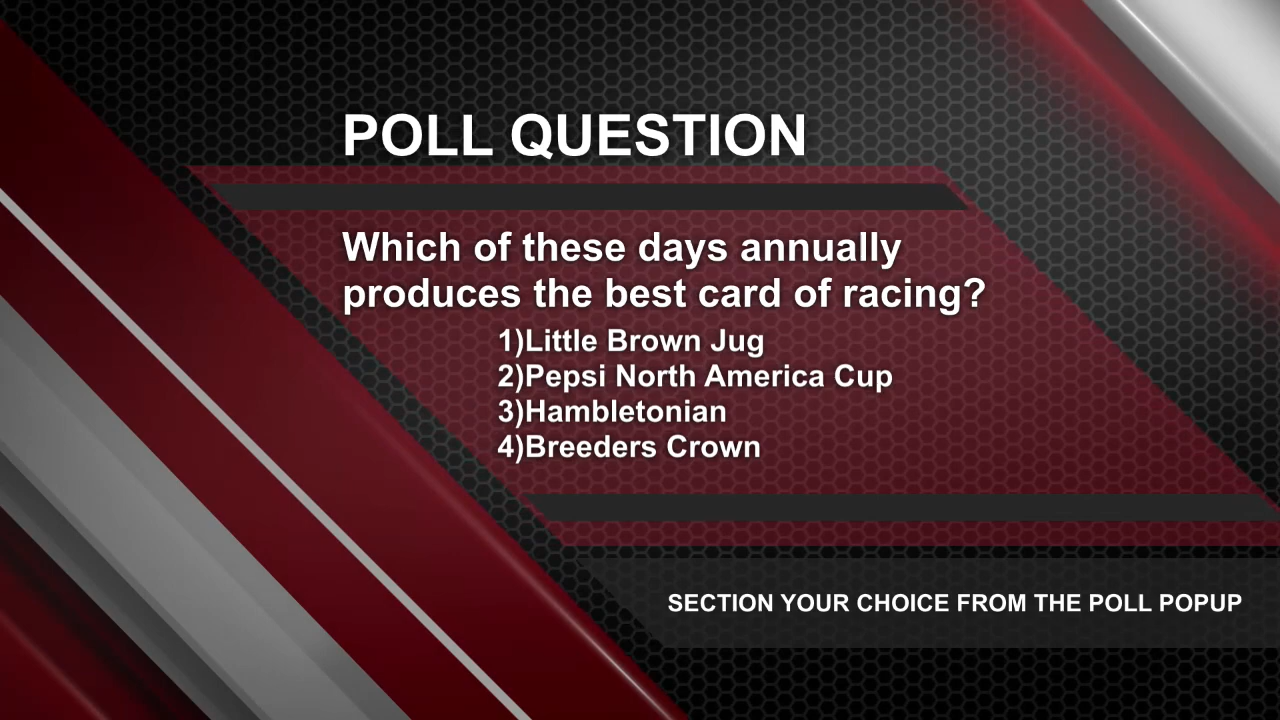 POLL QUESTION
Which of these days annually
produces the best card of racing?
1)Little Brown Jug
2)Pepsi North America Cup
3)Hambletonian
4)Breeders Crown
SECTION YOUR CHOICE FROM THE POLL POPUP